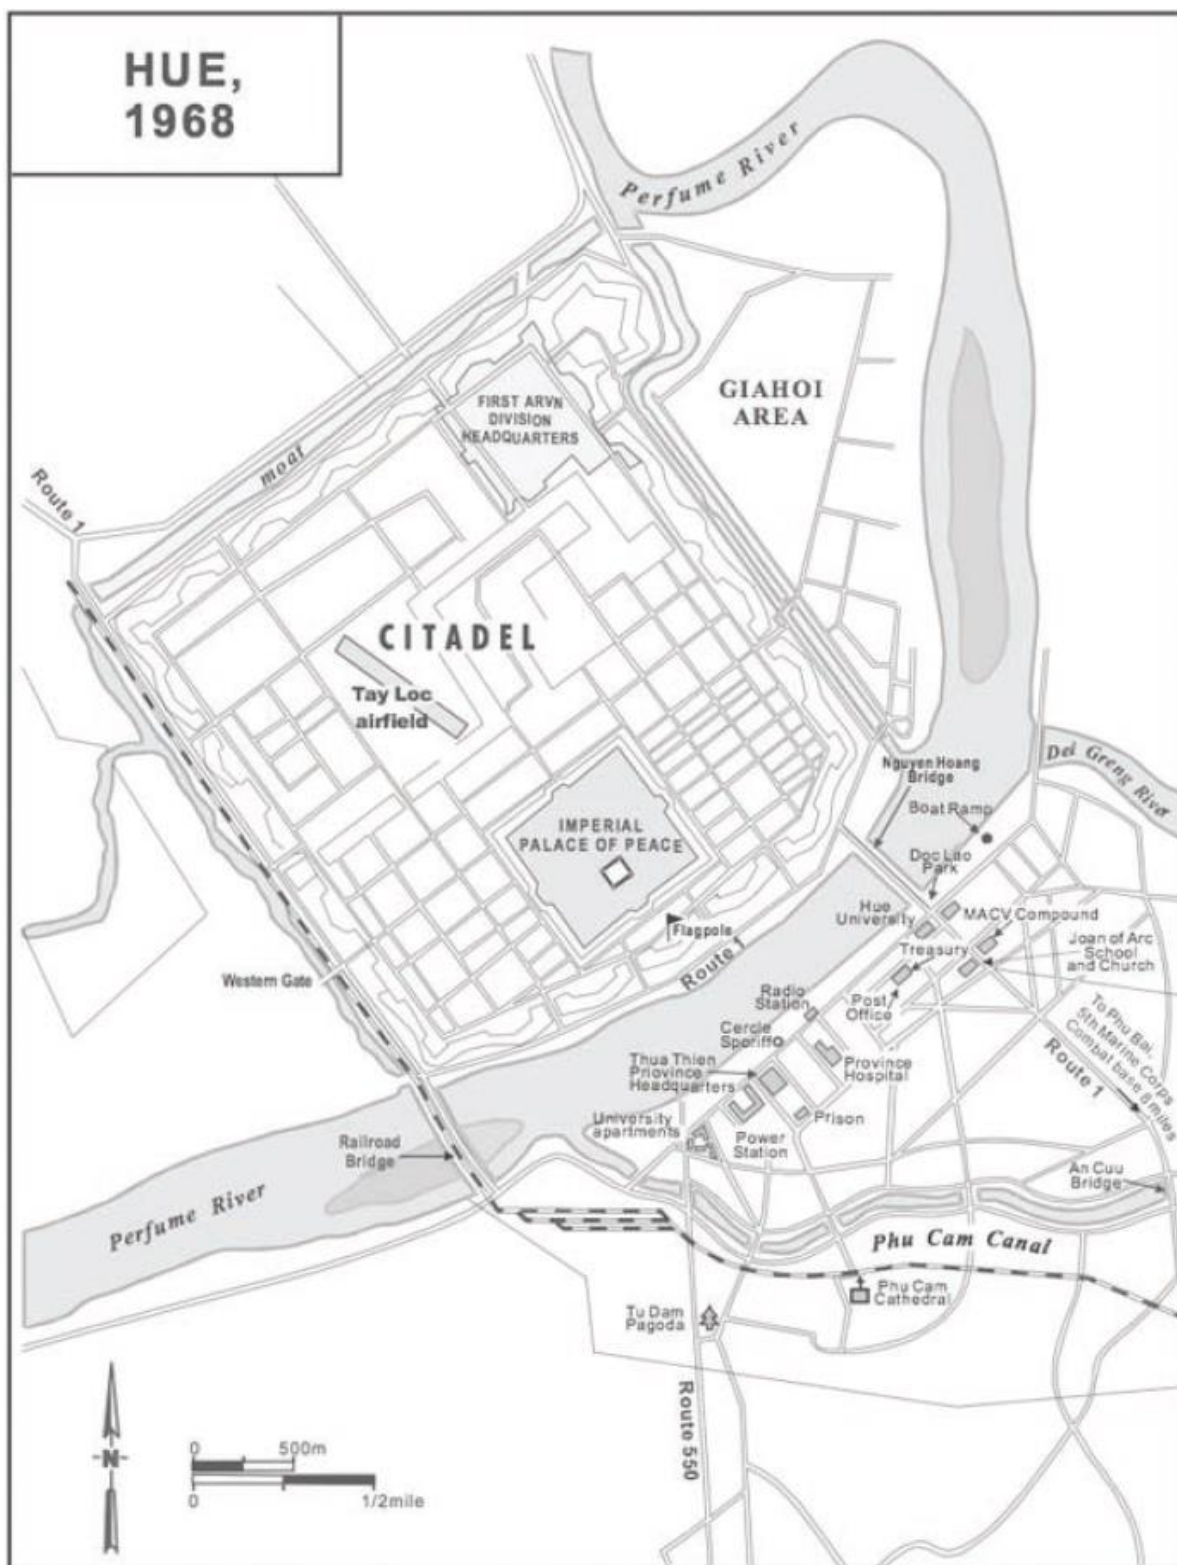 HUE,
1968
Perfume River
GIAHOI
AREA
FIRST ARVN
DIVISION
HEADQUARTERS
moat
Route 1
CITADEL
Tay Loc
airfield
Nguyen Hoang
Bridge
Dei Greng River
Boat Ramp
IMPERIAL
PALACE OF PEACE
Doc Lao
Park
Hue
University
MACV Compound
Flagpole
Treasury
Joan of Arc
School
and Church
Western Gate
Route 1
Radio
Station
Post
Office
Cercle
Sporiff
To Phu Bai,
5th Marine Corps
Combat base 8 miles
Route 1
Thua Thien
Priovince
Headquarters
Province
Hospital
University
apartments
Prison
Power
Station
Railroad
Bridge
An Cuu
Bridge
Perfume River
Phu Cam Canal
Phu Cam
Cathedral
Tu Dam
Pagoda
Route 550
N
0 500m
0 1/2mile